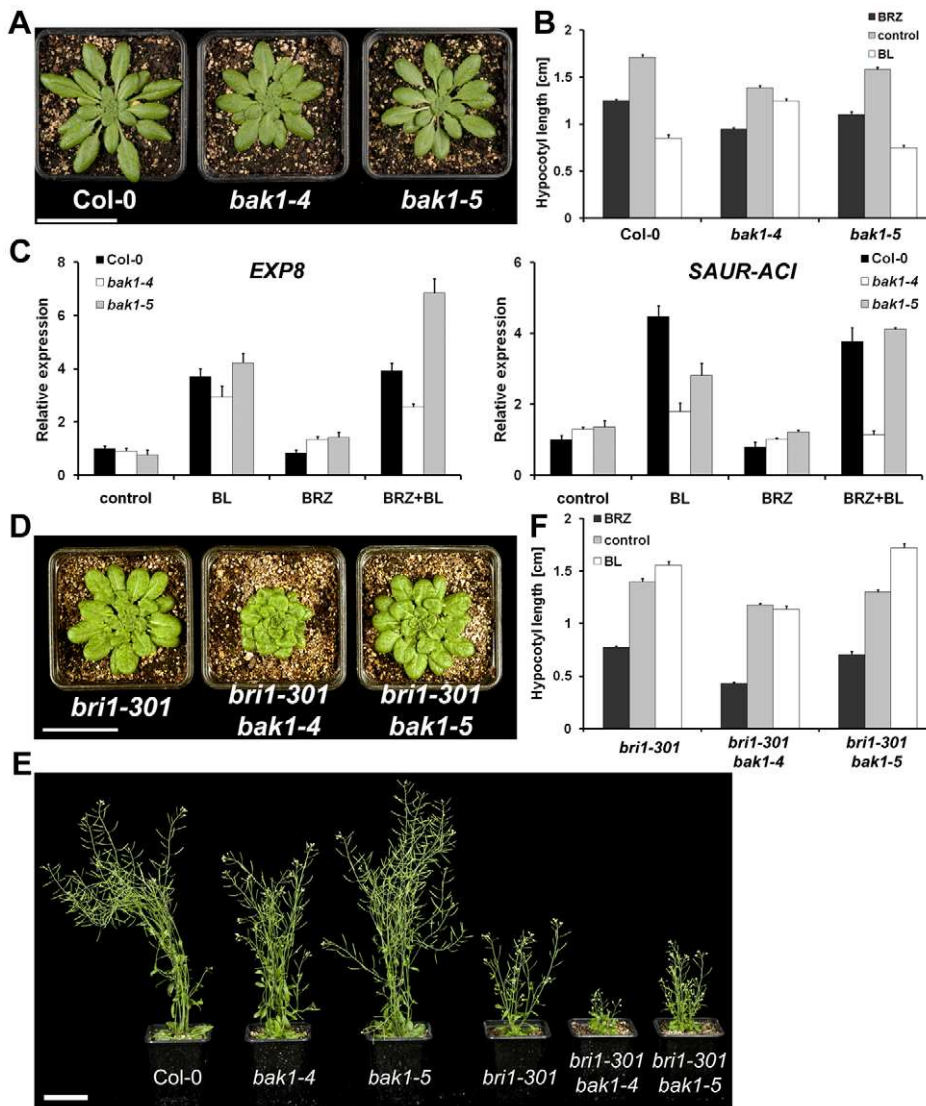 A
Col-0
bak1-4
bak1-5
B
BRZ
control
BL
Hypocotyl length [cm]
2
1.5
1
0.5
0
Col-0
bak1-4
bak1-5
C
Col-0
bak1-4
bak1-5
EXP8
Relative expression
8
6
4
2
0
control
BL
BRZ
BRZ+BL
SAUR-ACI
Col-0
bak1-4
bak1-5
Relative expression
6
4
2
0
control
BL
BRZ
BRZ+BL
D
bri1-301
bri1-301
bak1-4
bri1-301
bak1-5
F
BRZ
control
BL
Hypocotyl length [cm]
2
1.5
1
0.5
0
bri1-301
bri1-301
bak1-4
bri1-301
bak1-5
E
Col-0
bak1-4
bak1-5
bri1-301
bri1-301
bak1-4
bri1-301
bak1-5